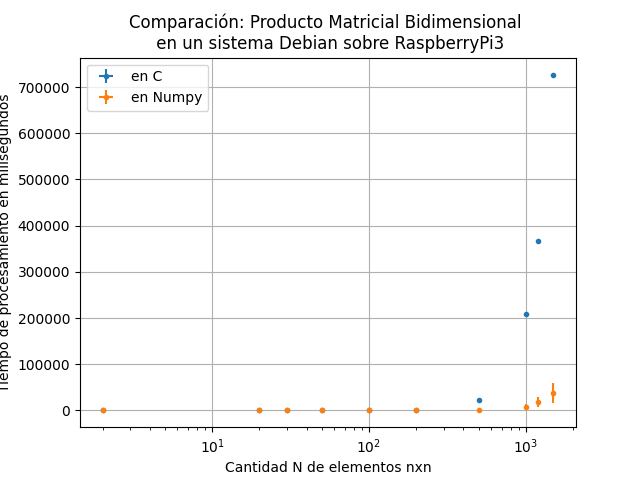 Comparación: Producto Matricial Bidimensional
en un sistema Debian sobre RaspberryPi3
en C
en Numpy
Tiempo de procesamiento en milisegundos
700000
600000
500000
400000
300000
200000
100000
0
10¹
10²
10³
Cantidad N de elementos nxn